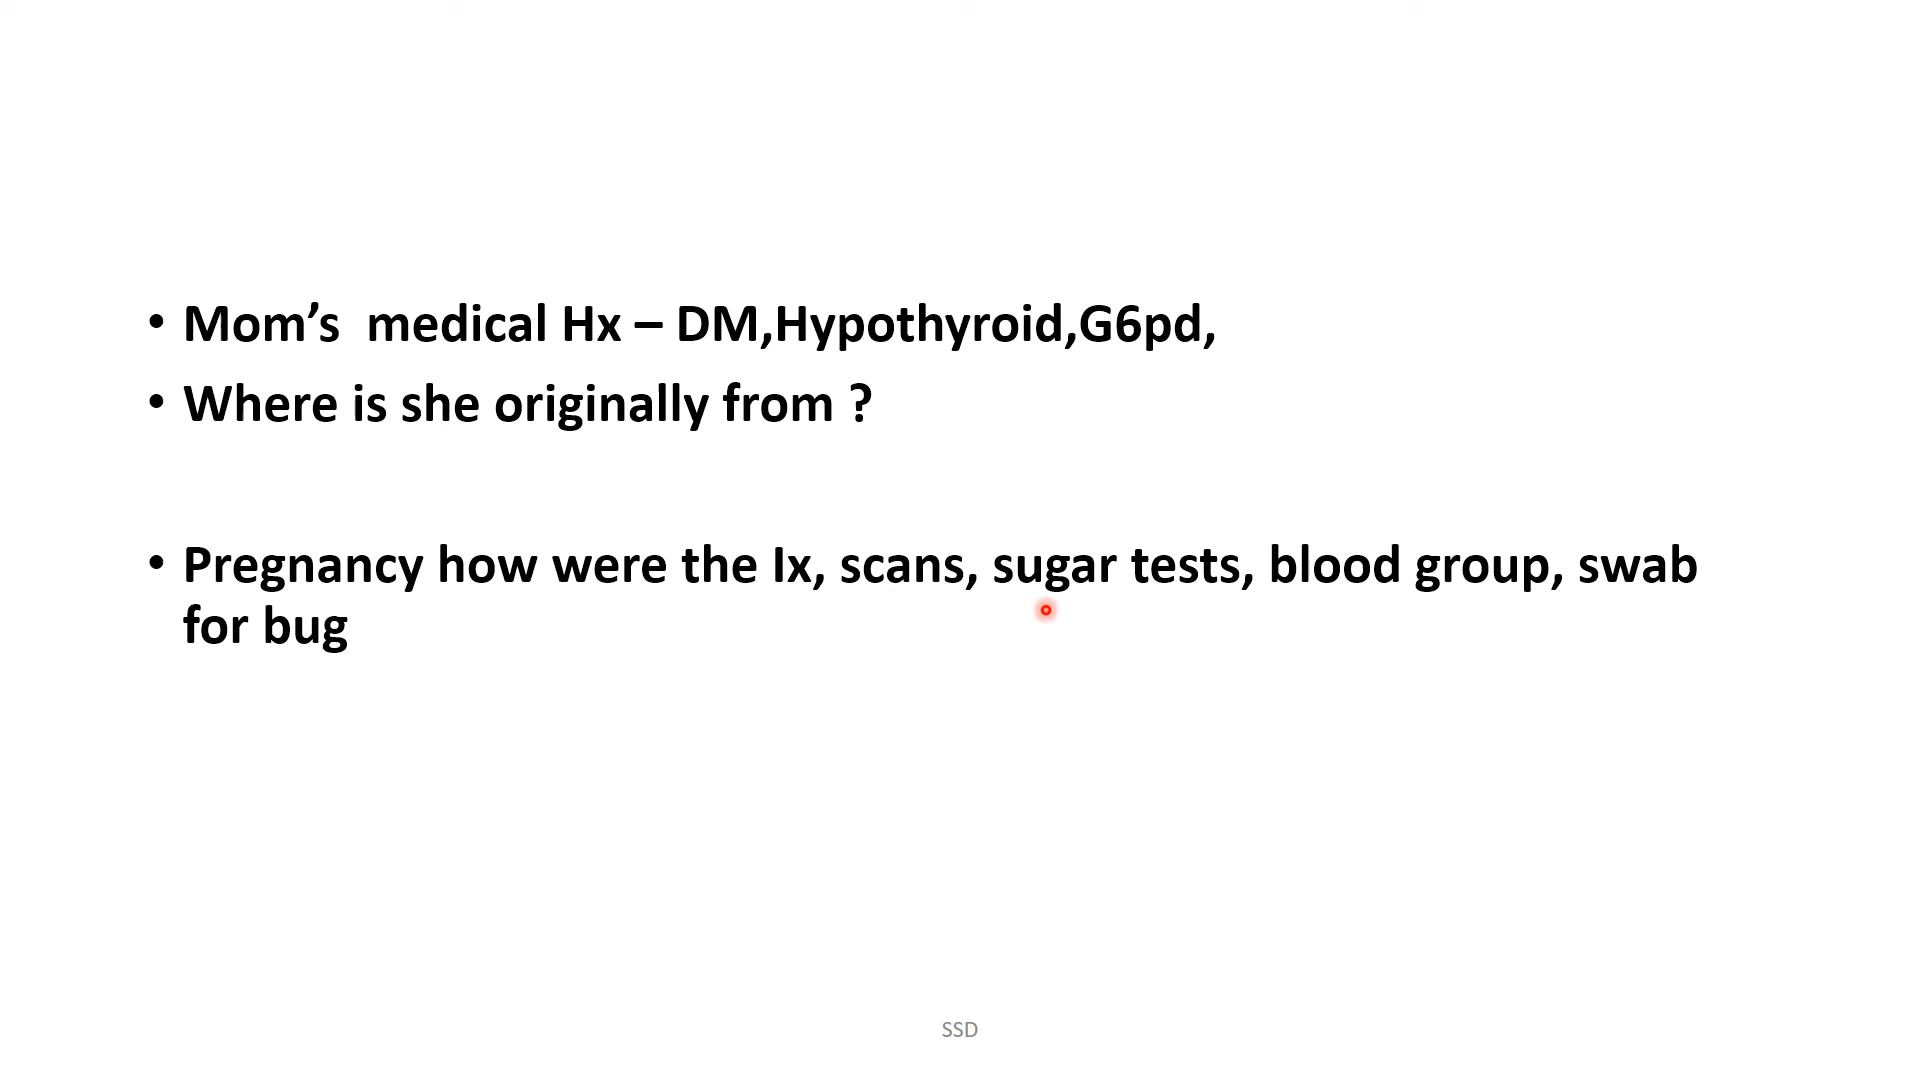 • Mom’s  medical Hx – DM,Hypothyroid,G6pd,
• Where is she originally from ?
• Pregnancy how were the Ix, scans, sugar tests, blood group, swab
for bug
SSD